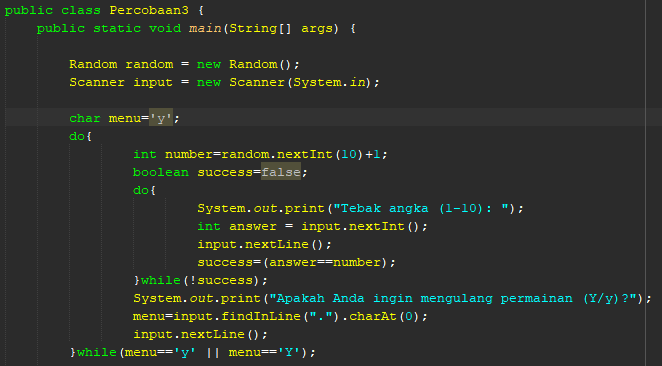 public class Percobaan3 {
public static void main(String[] args) {
Random random = new Random();
Scanner input = new Scanner(System.in);
char menu='y';
do{
int number=random.nextInt(10)+1;
boolean success=false;
do{
System.out.print("Tebak angka (1-10): ");
int answer = input.nextInt();
input.nextLine();
success=(answer==number);
}while(!success);
System.out.print("Apakah Anda ingin mengulang permainan (Y/y)?");
menu=input.findInLine(".").charAt(0);
input.nextLine();
}while(menu=='y' || menu=='Y');